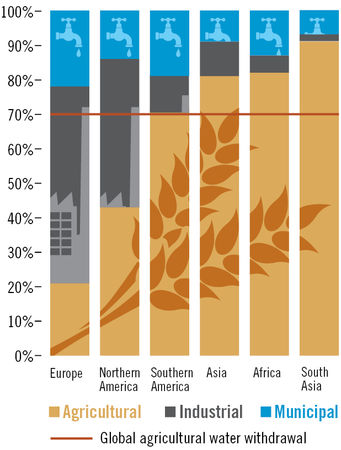 100%
90%
80%
70%
60%
50%
40%
30%
20%
10%
0%
Europe
Northern
America
Southern
America
Asia
Africa
South
Asia
Agricultural Industrial Municipal
Global agricultural water withdrawal